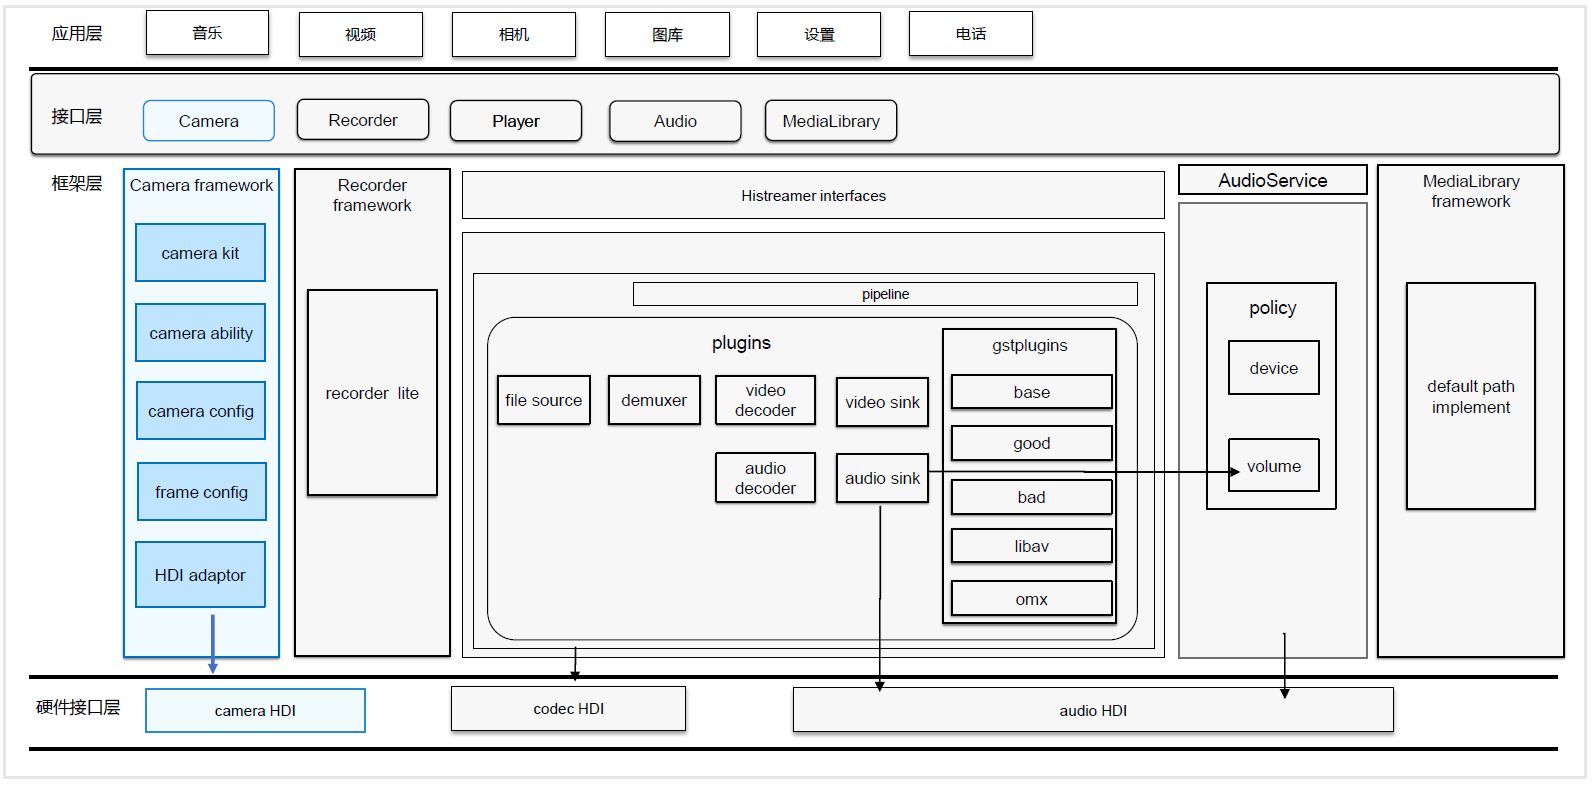 应用层
音乐
视频
相机
图库
设置
电话
接口层
Camera
Recorder
Player
Audio
MediaLibrary
框架层
Camera framework
camera kit
camera ability
camera config
frame config
HDI adaptor
Recorder
framework
recorder lite
Histreamer interfaces
pipeline
plugins
file source
demuxer
video
decoder
video sink
audio
decoder
audio sink
gstplugins
base
good
bad
libav
omx
AudioService
policy
device
volume
MediaLibrary
framework
default path
implement
硬件接口层
camera HDI
codec HDI
audio HDI